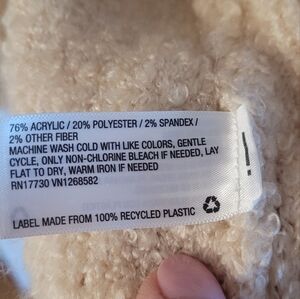 76% ACRYLIC / 20% POLYESTER / 2% SPANDEX /
2% OTHER FIBER
MACHINE WASH COLD WITH LIKE COLORS, GENTLE
CYCLE, ONLY NON-CHLORINE BLEACH IF NEEDED, LAY
FLAT TO DRY, WARM IRON IF NEEDED
RN17730 VN1268582
LABEL MADE FROM 100% RECYCLED PLASTIC